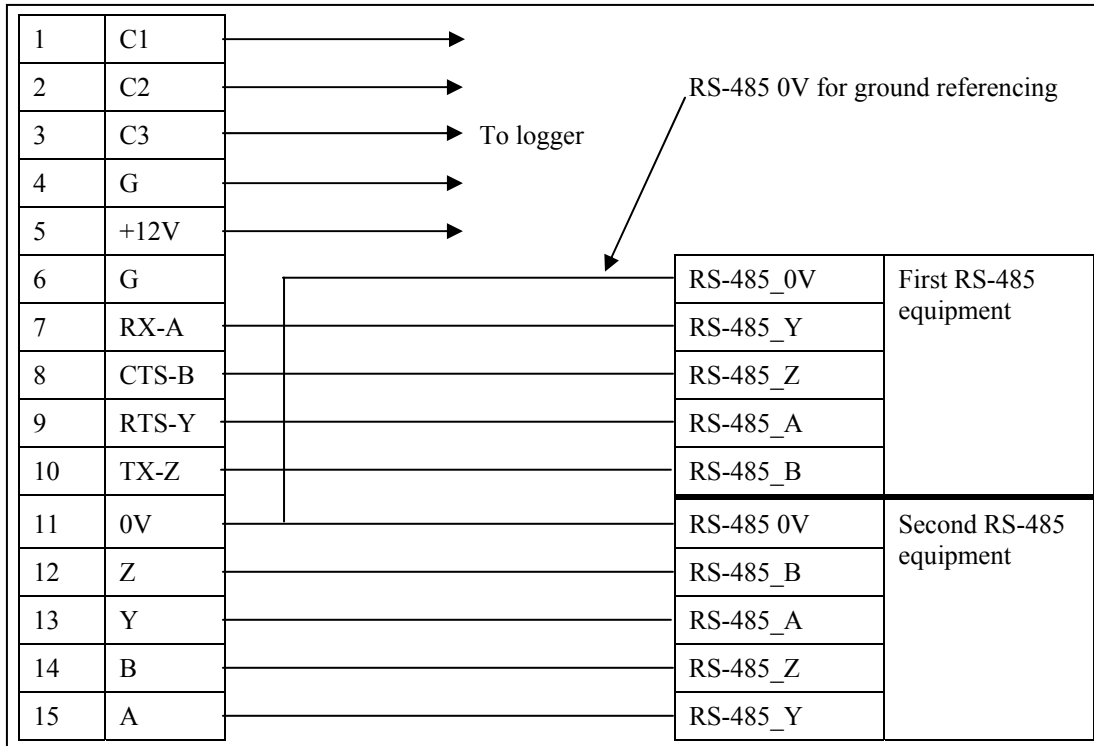 1 C1
2 C2 RS-485 0V for ground referencing
3 C3 To logger
4 G
5 +12V
6 G RS-485_0V First RS-485
equipment
7 RX-A RS-485_Y
8 CTS-B RS-485_Z
9 RTS-Y RS-485_A
10 TX-Z RS-485_B
11 0V RS-485 0V Second RS-485
equipment
12 Z RS-485_B
13 Y RS-485_A
14 B RS-485_Z
15 A RS-485_Y